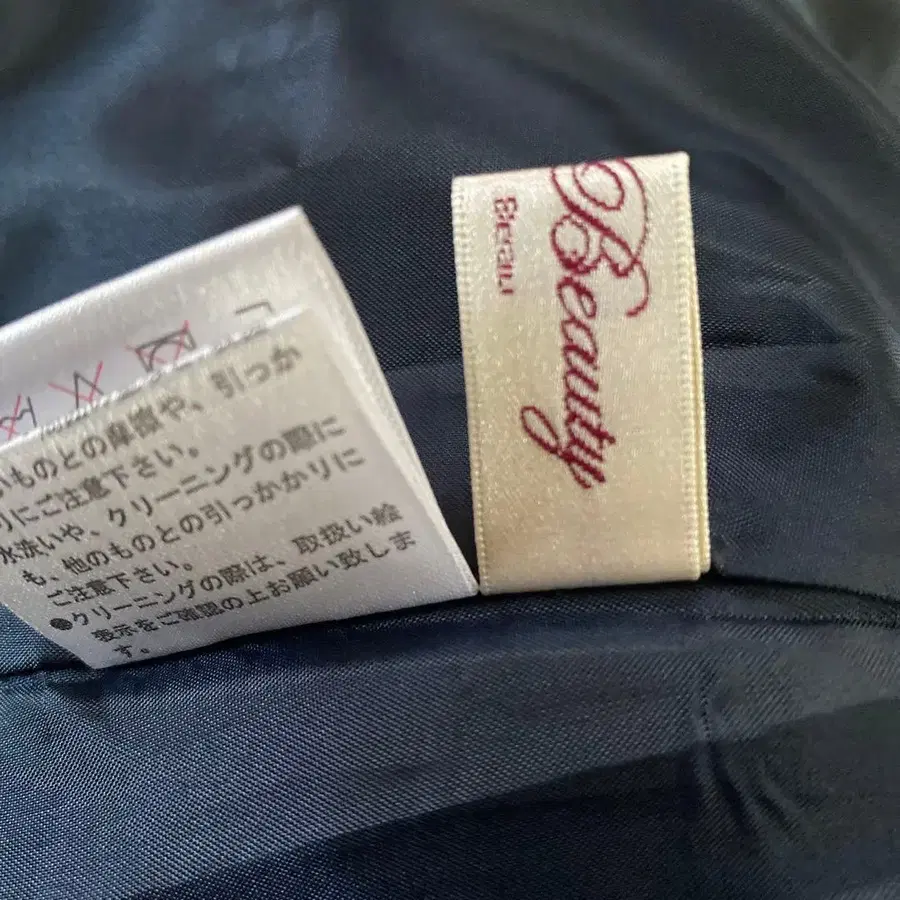 いものとの摩擦や、引っか
りにご注意下さい。
水洗いや、クリーニングの際に
も、他のものとの引っかかりに
ご注意下さい。
●クリーニングの際は、取扱い絵
表示をご確認の上お願い致しま
す。
Beauty
Beau